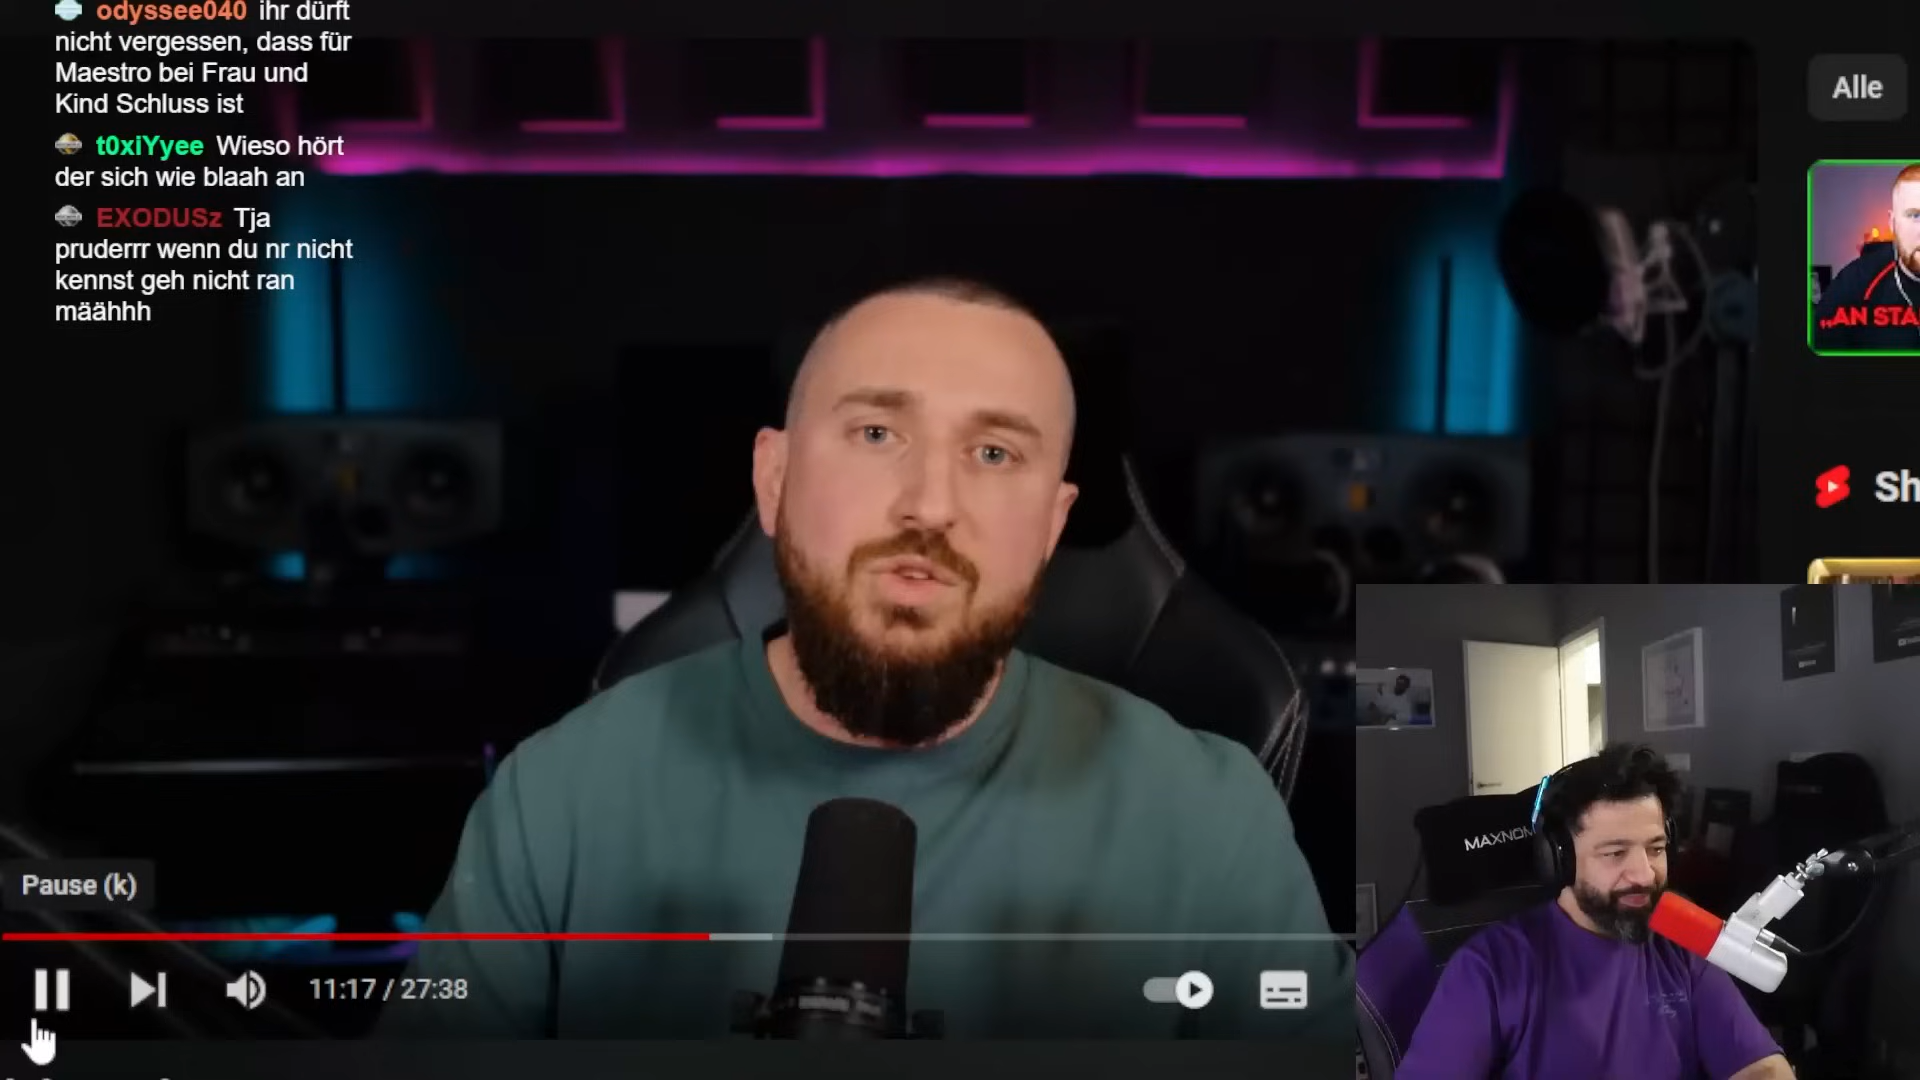 odyssee040 ihr dürft
nicht vergessen, dass für
Maestro bei Frau und
Kind Schluss ist
t0xiYyee Wieso hört
der sich wie blaah an
EXODUSz Tja
pruderrr wenn du nr nicht
kennst geh nicht ran
määhhh
Alle
„AN STA
Sh
MAXNOM
Pause (k)
11:17 / 27:38